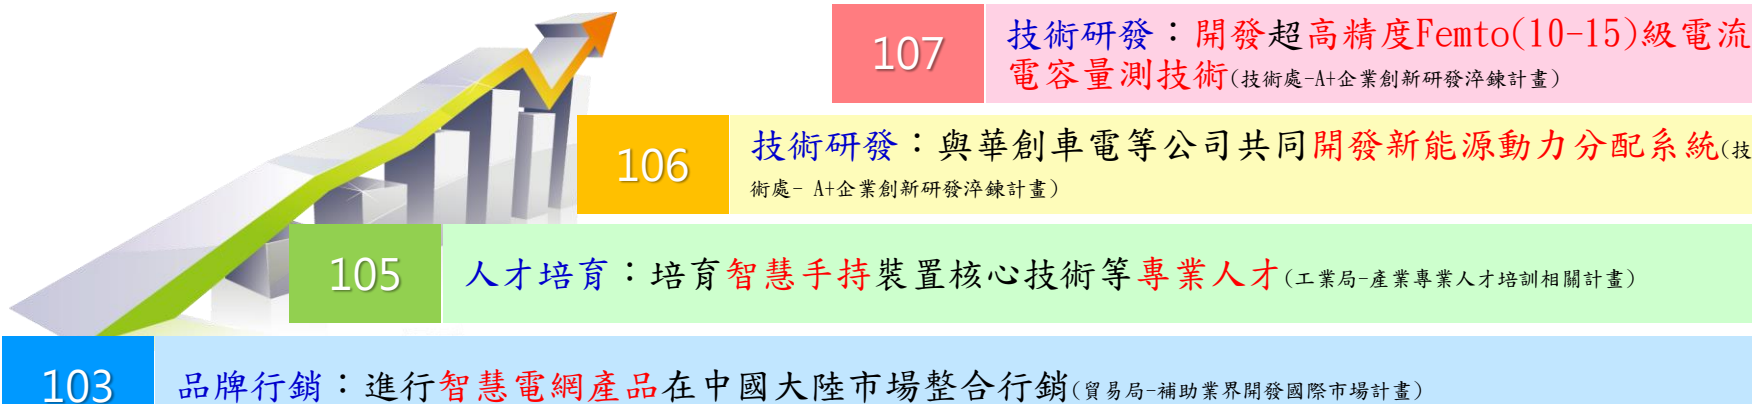 107
技術研發：開發超高精度Femto(10-15)級電流
電容量測技術(技術處-A+企業創新研發淬鍊計畫)
106
技術研發：與華創車電等公司共同開發新能源動力分配系統(技
術處- A+企業創新研發淬鍊計畫)
105
人才培育：培育智慧手持裝置核心技術等專業人才(工業局-產業專業人才培訓相關計畫)
103
品牌行銷：進行智慧電網產品在中國大陸市場整合行銷(貿易局-補助業界開發國際市場計畫)